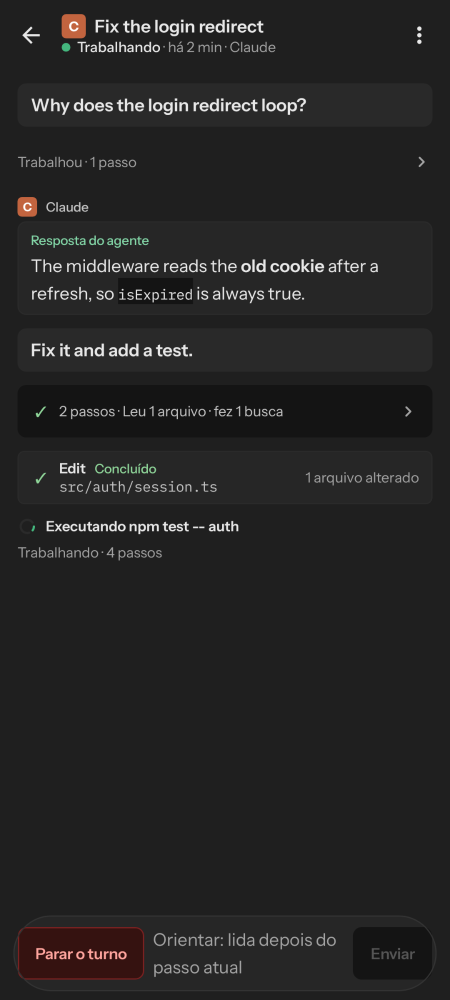 C Fix the login redirect
Trabalhando · há 2 min · Claude
Why does the login redirect loop?
Trabalhou · 1 passo
C Claude
Resposta do agente
The middleware reads the old cookie after a
refresh, so isExpired is always true.
Fix it and add a test.
✓ 2 passos · Leu 1 arquivo · fez 1 busca
✓ Edit Concluído
src/auth/session.ts
1 arquivo alterado
Executando npm test -- auth
Trabalhando · 4 passos
Parar o turno
Orientar: lida depois do
passo atual
Enviar